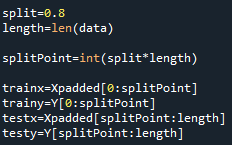 split=0.8
length=len(data)
splitPoint=int(split*length)
trainx=Xpadded[0:splitPoint]
trainy=Y[0:splitPoint]
testx=Xpadded[splitPoint:length]
testy=Y[splitPoint:length]